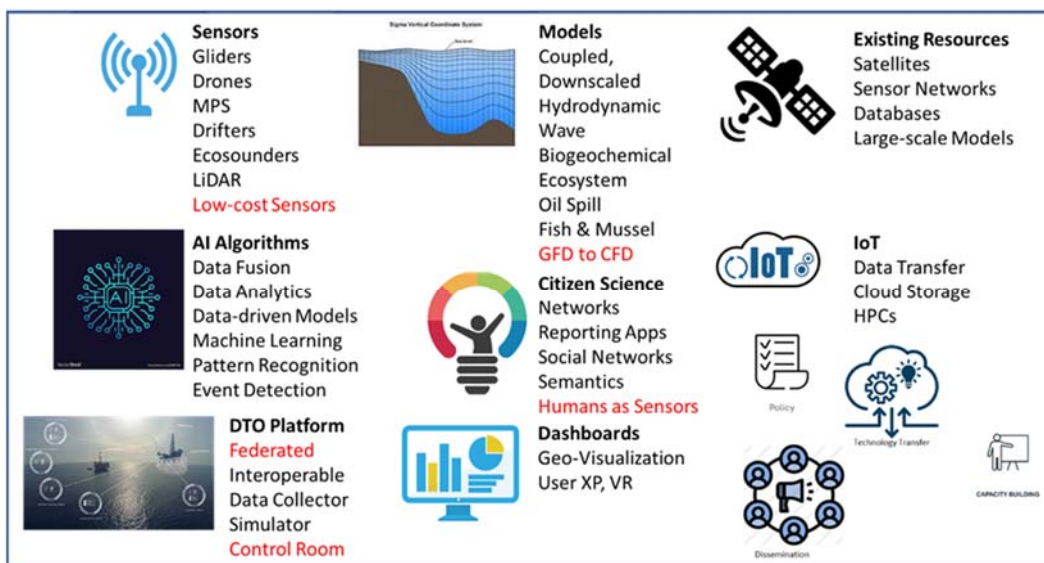 Sensors
Gliders
Drones
MPS
Drifters
Ecosounders
LiDAR
Low-cost Sensors
Sigma Vertical Coordinate System
Models
Coupled,
Downscaled
Hydrodynamic
Wave
Biogeochemical
Ecosystem
Oil Spill
Fish & Mussel
GFD to CFD
Existing Resources
Satellites
Sensor Networks
Databases
Large-scale Models
AI
AI Algorithms
Data Fusion
Data Analytics
Data-driven Models
Machine Learning
Pattern Recognition
Event Detection
Citizen Science
Networks
Reporting Apps
Social Networks
Semantics
Humans as Sensors
IoT
IoT
Data Transfer
Cloud Storage
HPCs
Policy
Technology Transfer
DTO Platform
Federated
Interoperable
Data Collector
Simulator
Control Room
Dashboards
Geo-Visualization
User XP, VR
Dissemination
CAPACITY BUILDING